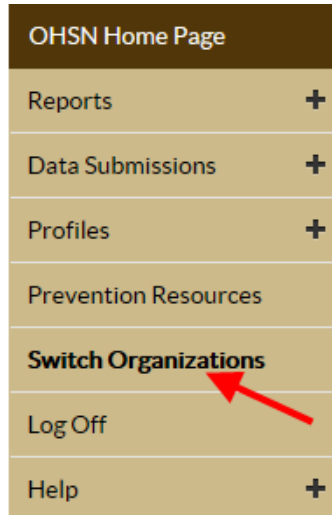 OHSN Home Page
Reports +
Data Submissions +
Profiles +
Prevention Resources
Switch Organizations
Log Off
Help +